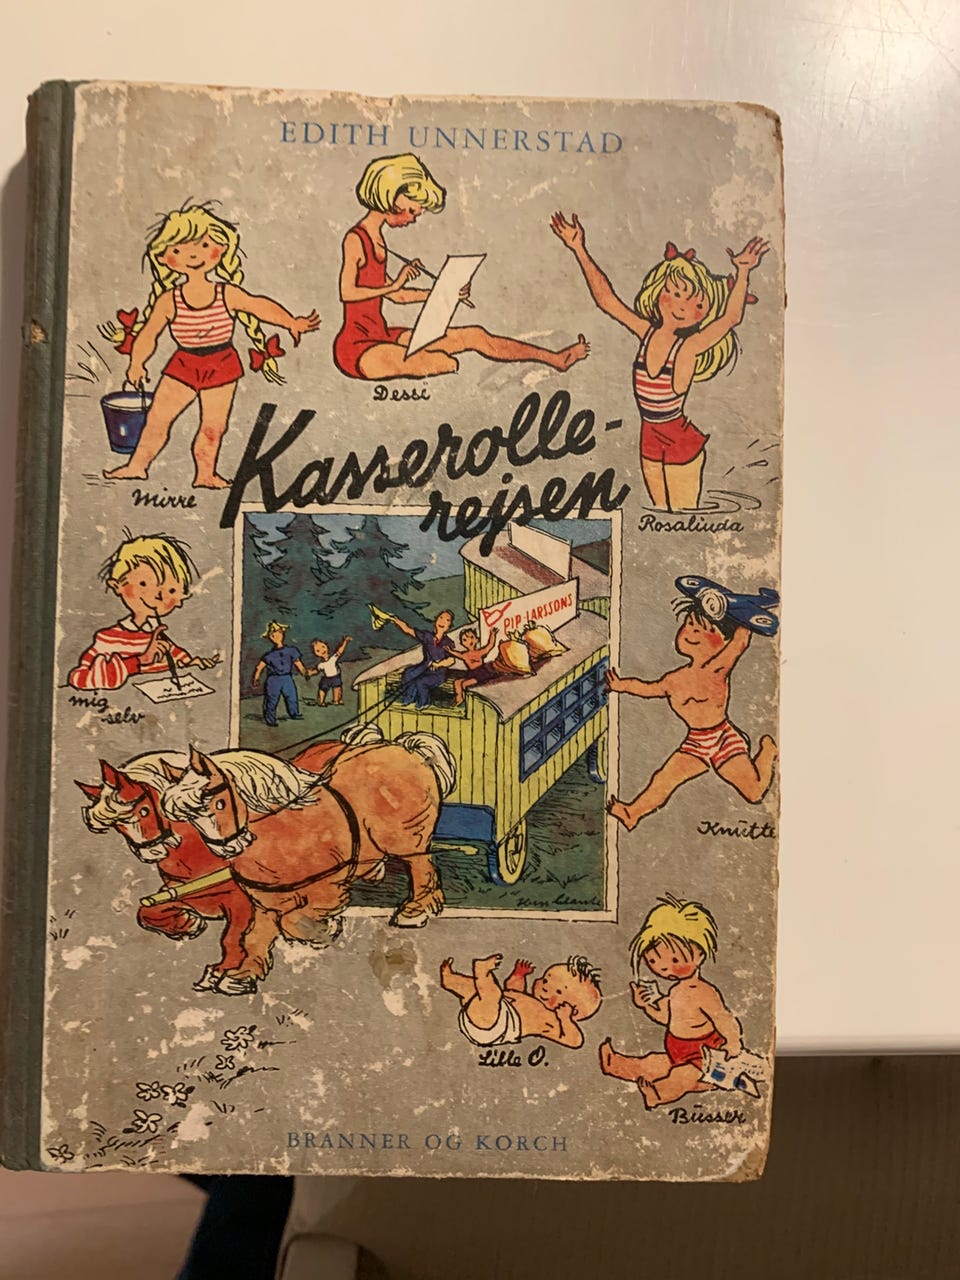 EDITH UNNERSTAD
Dessi
Mirre
Kasserolle-
rejsen
Rosalinda
PIP-LARSSONS
mig
selv
Knutte
Lille O.
Busser
BRANNER OG KORCH